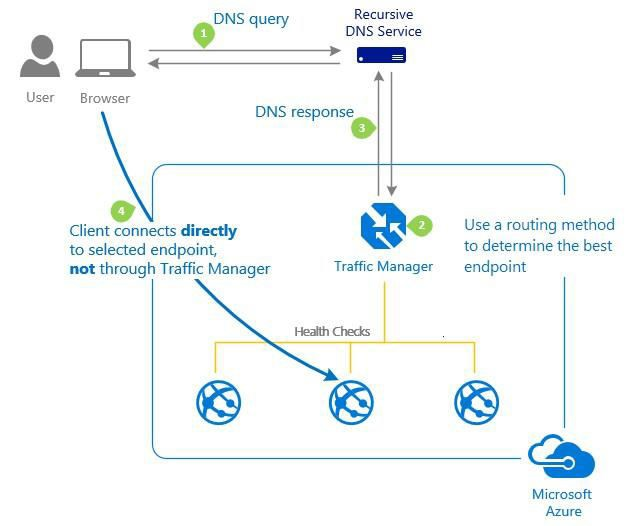 DNS query
1
Recursive
DNS Service
User
Browser
DNS response
3
4
Client connects directly
to selected endpoint,
not through Traffic Manager
2
Traffic Manager
Use a routing method
to determine the best
endpoint
Health Checks
Microsoft
Azure